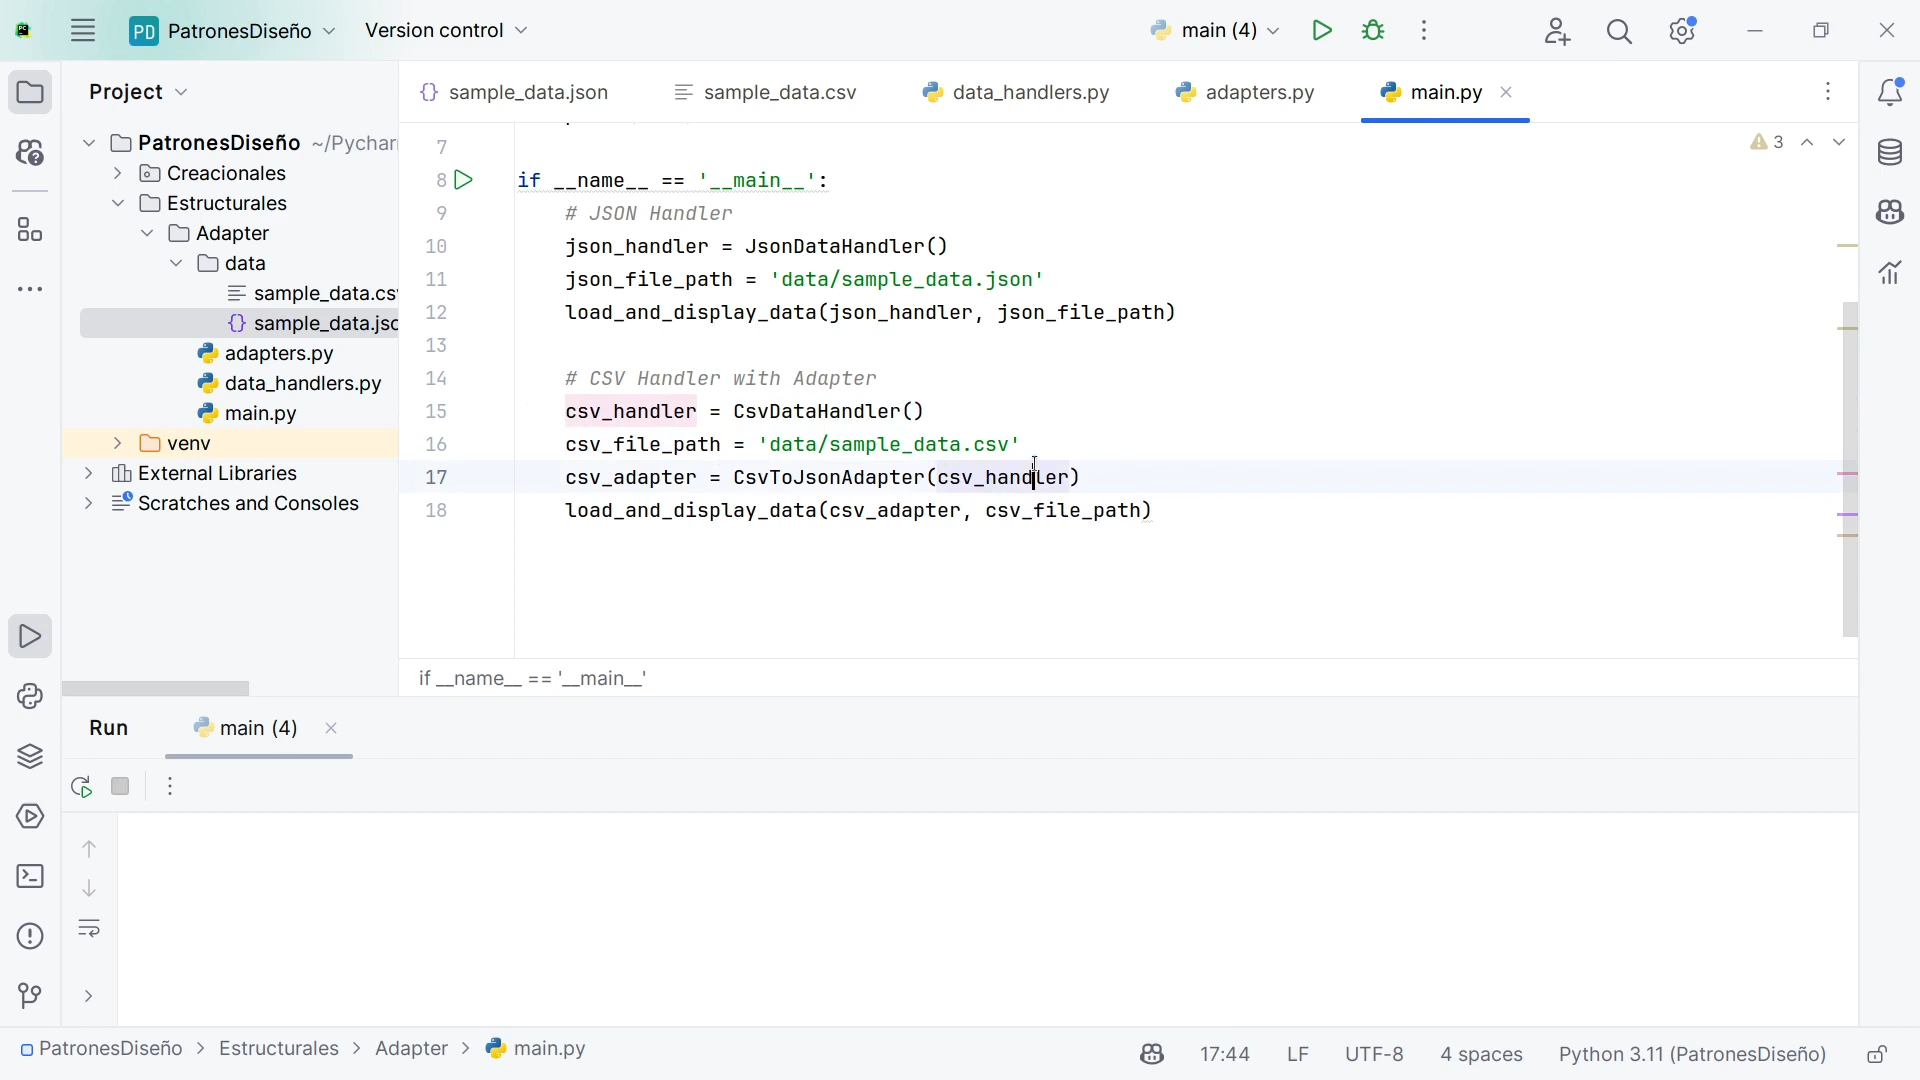 PD PatronesDiseño
Version control
main (4)
Project
sample_data.json
sample_data.csv
data_handlers.py
adapters.py
main.py
PatronesDiseño ~/Pychar
Creacionales
Estructurales
Adapter
data
sample_data.cs
sample_data.jsc
adapters.py
data_handlers.py
main.py
venv
External Libraries
Scratches and Consoles
3
7
8 if __name__ == '__main__':
9 # JSON Handler
10 json_handler = JsonDataHandler()
11 json_file_path = 'data/sample_data.json'
12 load_and_display_data(json_handler, json_file_path)
13
14 # CSV Handler with Adapter
15 csv_handler = CsvDataHandler()
16 csv_file_path = 'data/sample_data.csv'
17 csv_adapter = CsvToJsonAdapter(csv_handler)
18 load_and_display_data(csv_adapter, csv_file_path)
if __name__ == '__main__'
Run
main (4)
PatronesDiseño > Estructurales > Adapter > main.py
17:44
LF
UTF-8
4 spaces
Python 3.11 (PatronesDiseño)